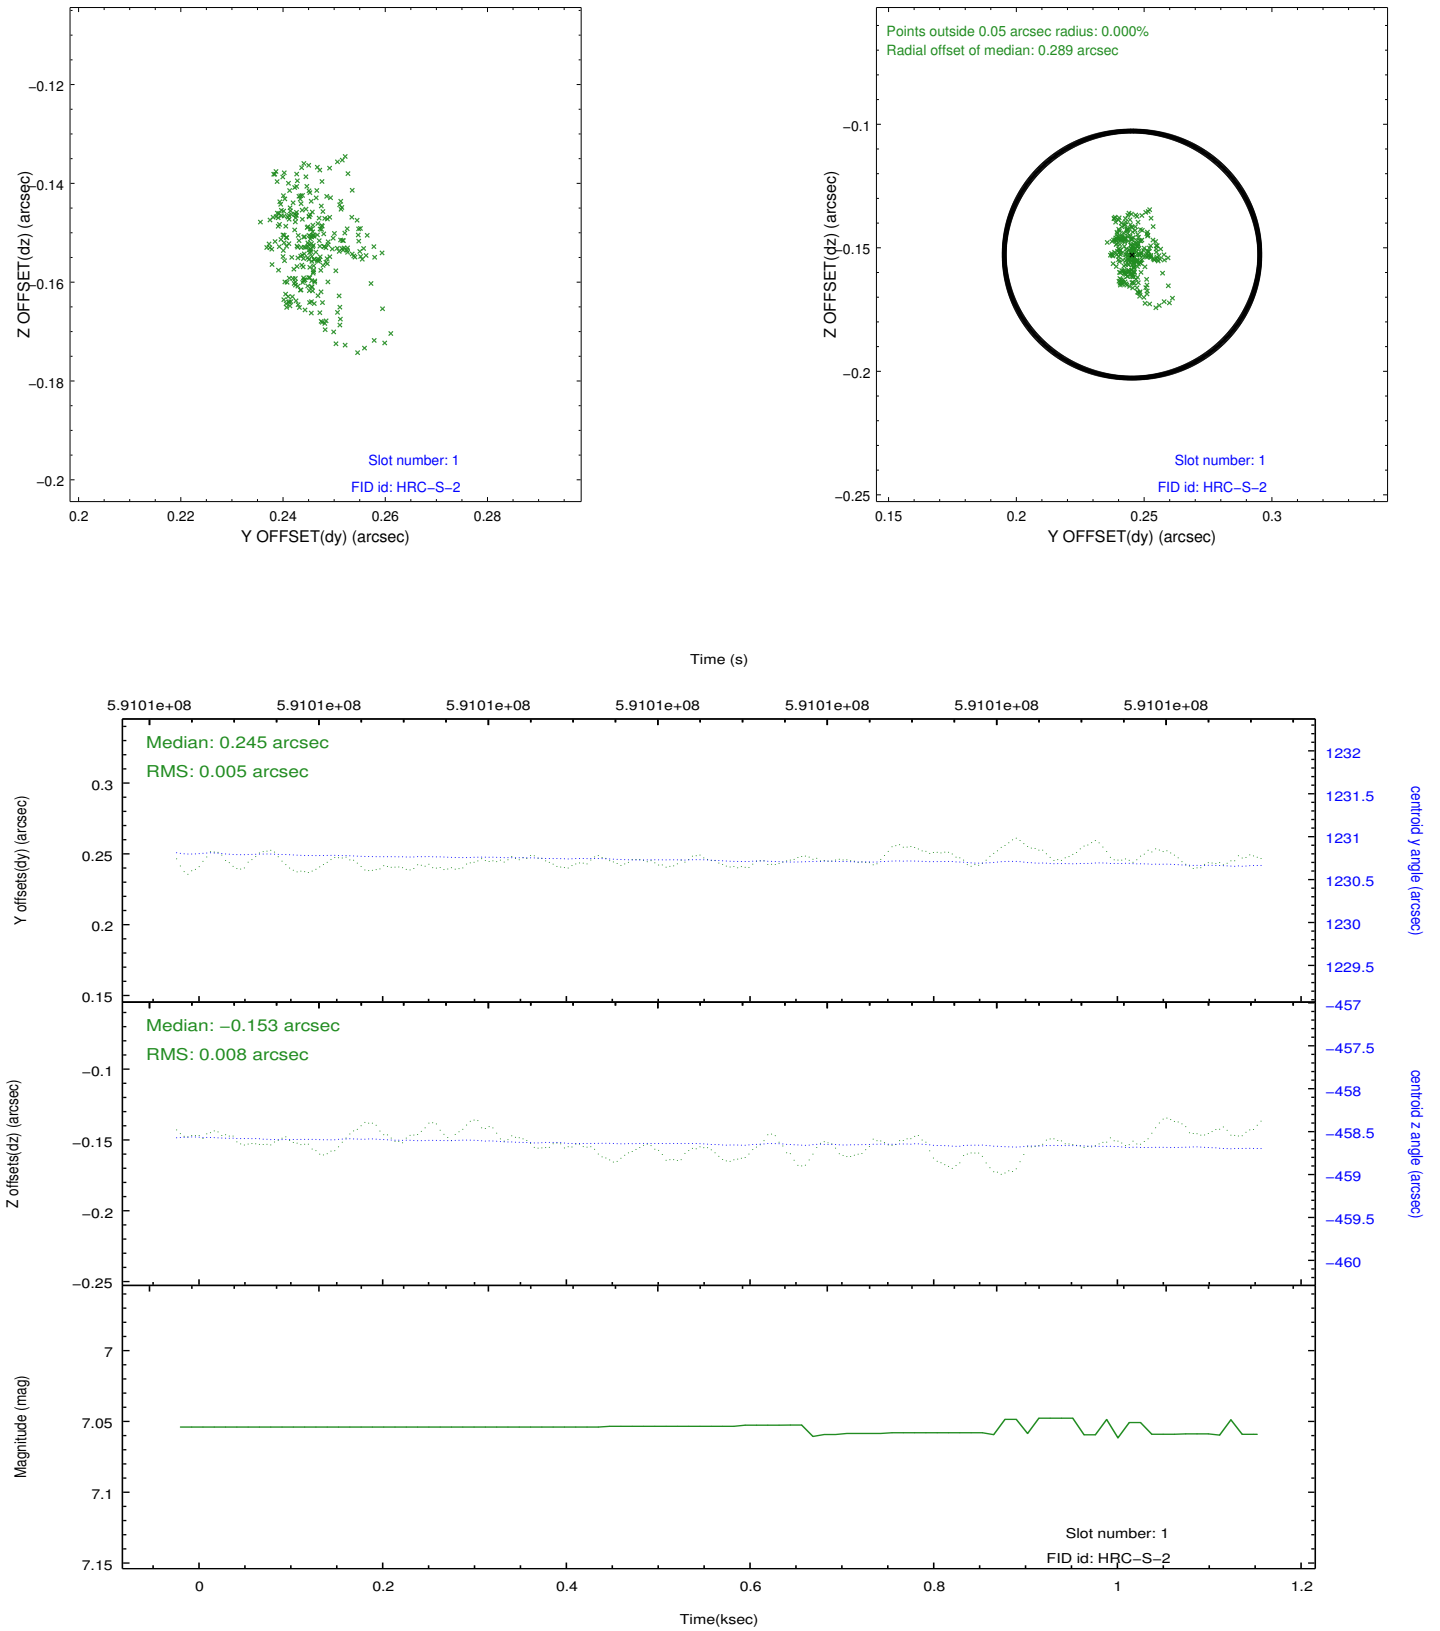 −0.12
−0.14
−0.16
−0.18
−0.2
Z OFFSET(dz) (arcsec)
Slot number: 1
FID id: HRC−S−2
0.2 0.22 0.24 0.26 0.28
Y OFFSET(dy) (arcsec)
Points outside 0.05 arcsec radius: 0.000%
Radial offset of median: 0.289 arcsec
−0.1
−0.15
−0.2
−0.25
Z OFFSET(dz) (arcsec)
Slot number: 1
FID id: HRC−S−2
0.15 0.2 0.25 0.3
Y OFFSET(dy) (arcsec)
Time (s)
5.9101e+08 5.9101e+08 5.9101e+08 5.9101e+08 5.9101e+08 5.9101e+08 5.9101e+08
Median: 0.245 arcsec
RMS: 0.005 arcsec
0.3
0.25
0.2
0.15
Y offsets(dy) (arcsec)
1232
1231.5
1231
1230.5
1230
1229.5
centroid y angle (arcsec)
Median: −0.153 arcsec
RMS: 0.008 arcsec
−0.1
−0.15
−0.2
−0.25
Z offsets(dz) (arcsec)
−457
−457.5
−458
−458.5
−459
−459.5
−460
centroid z angle (arcsec)
7
7.05
7.1
7.15
Magnitude (mag)
Slot number: 1
FID id: HRC−S−2
0 0.2 0.4 0.6 0.8 1 1.2
Time(ksec)